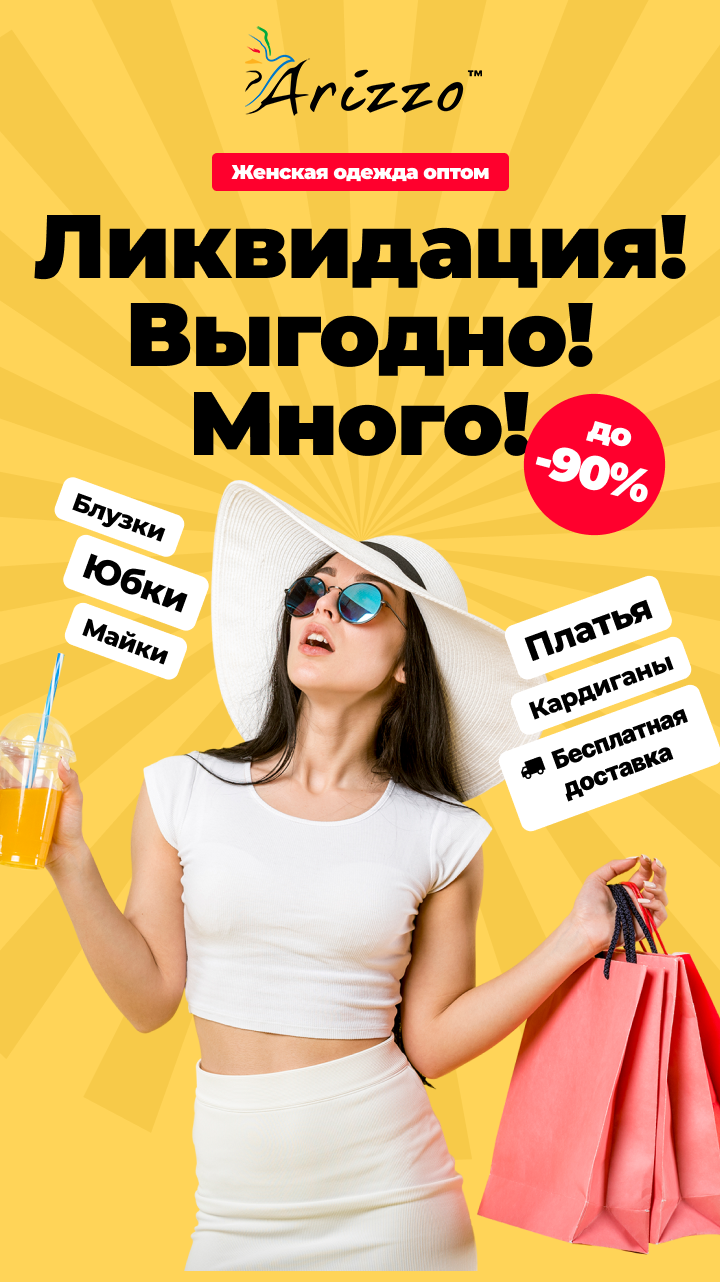 Arizzo™
Женская одежда оптом
Ликвидация!
Выгодно!
Много!
до
-90%
Блузки
Юбки
Майки
Платья
Кардиганы
Бесплатная
доставка